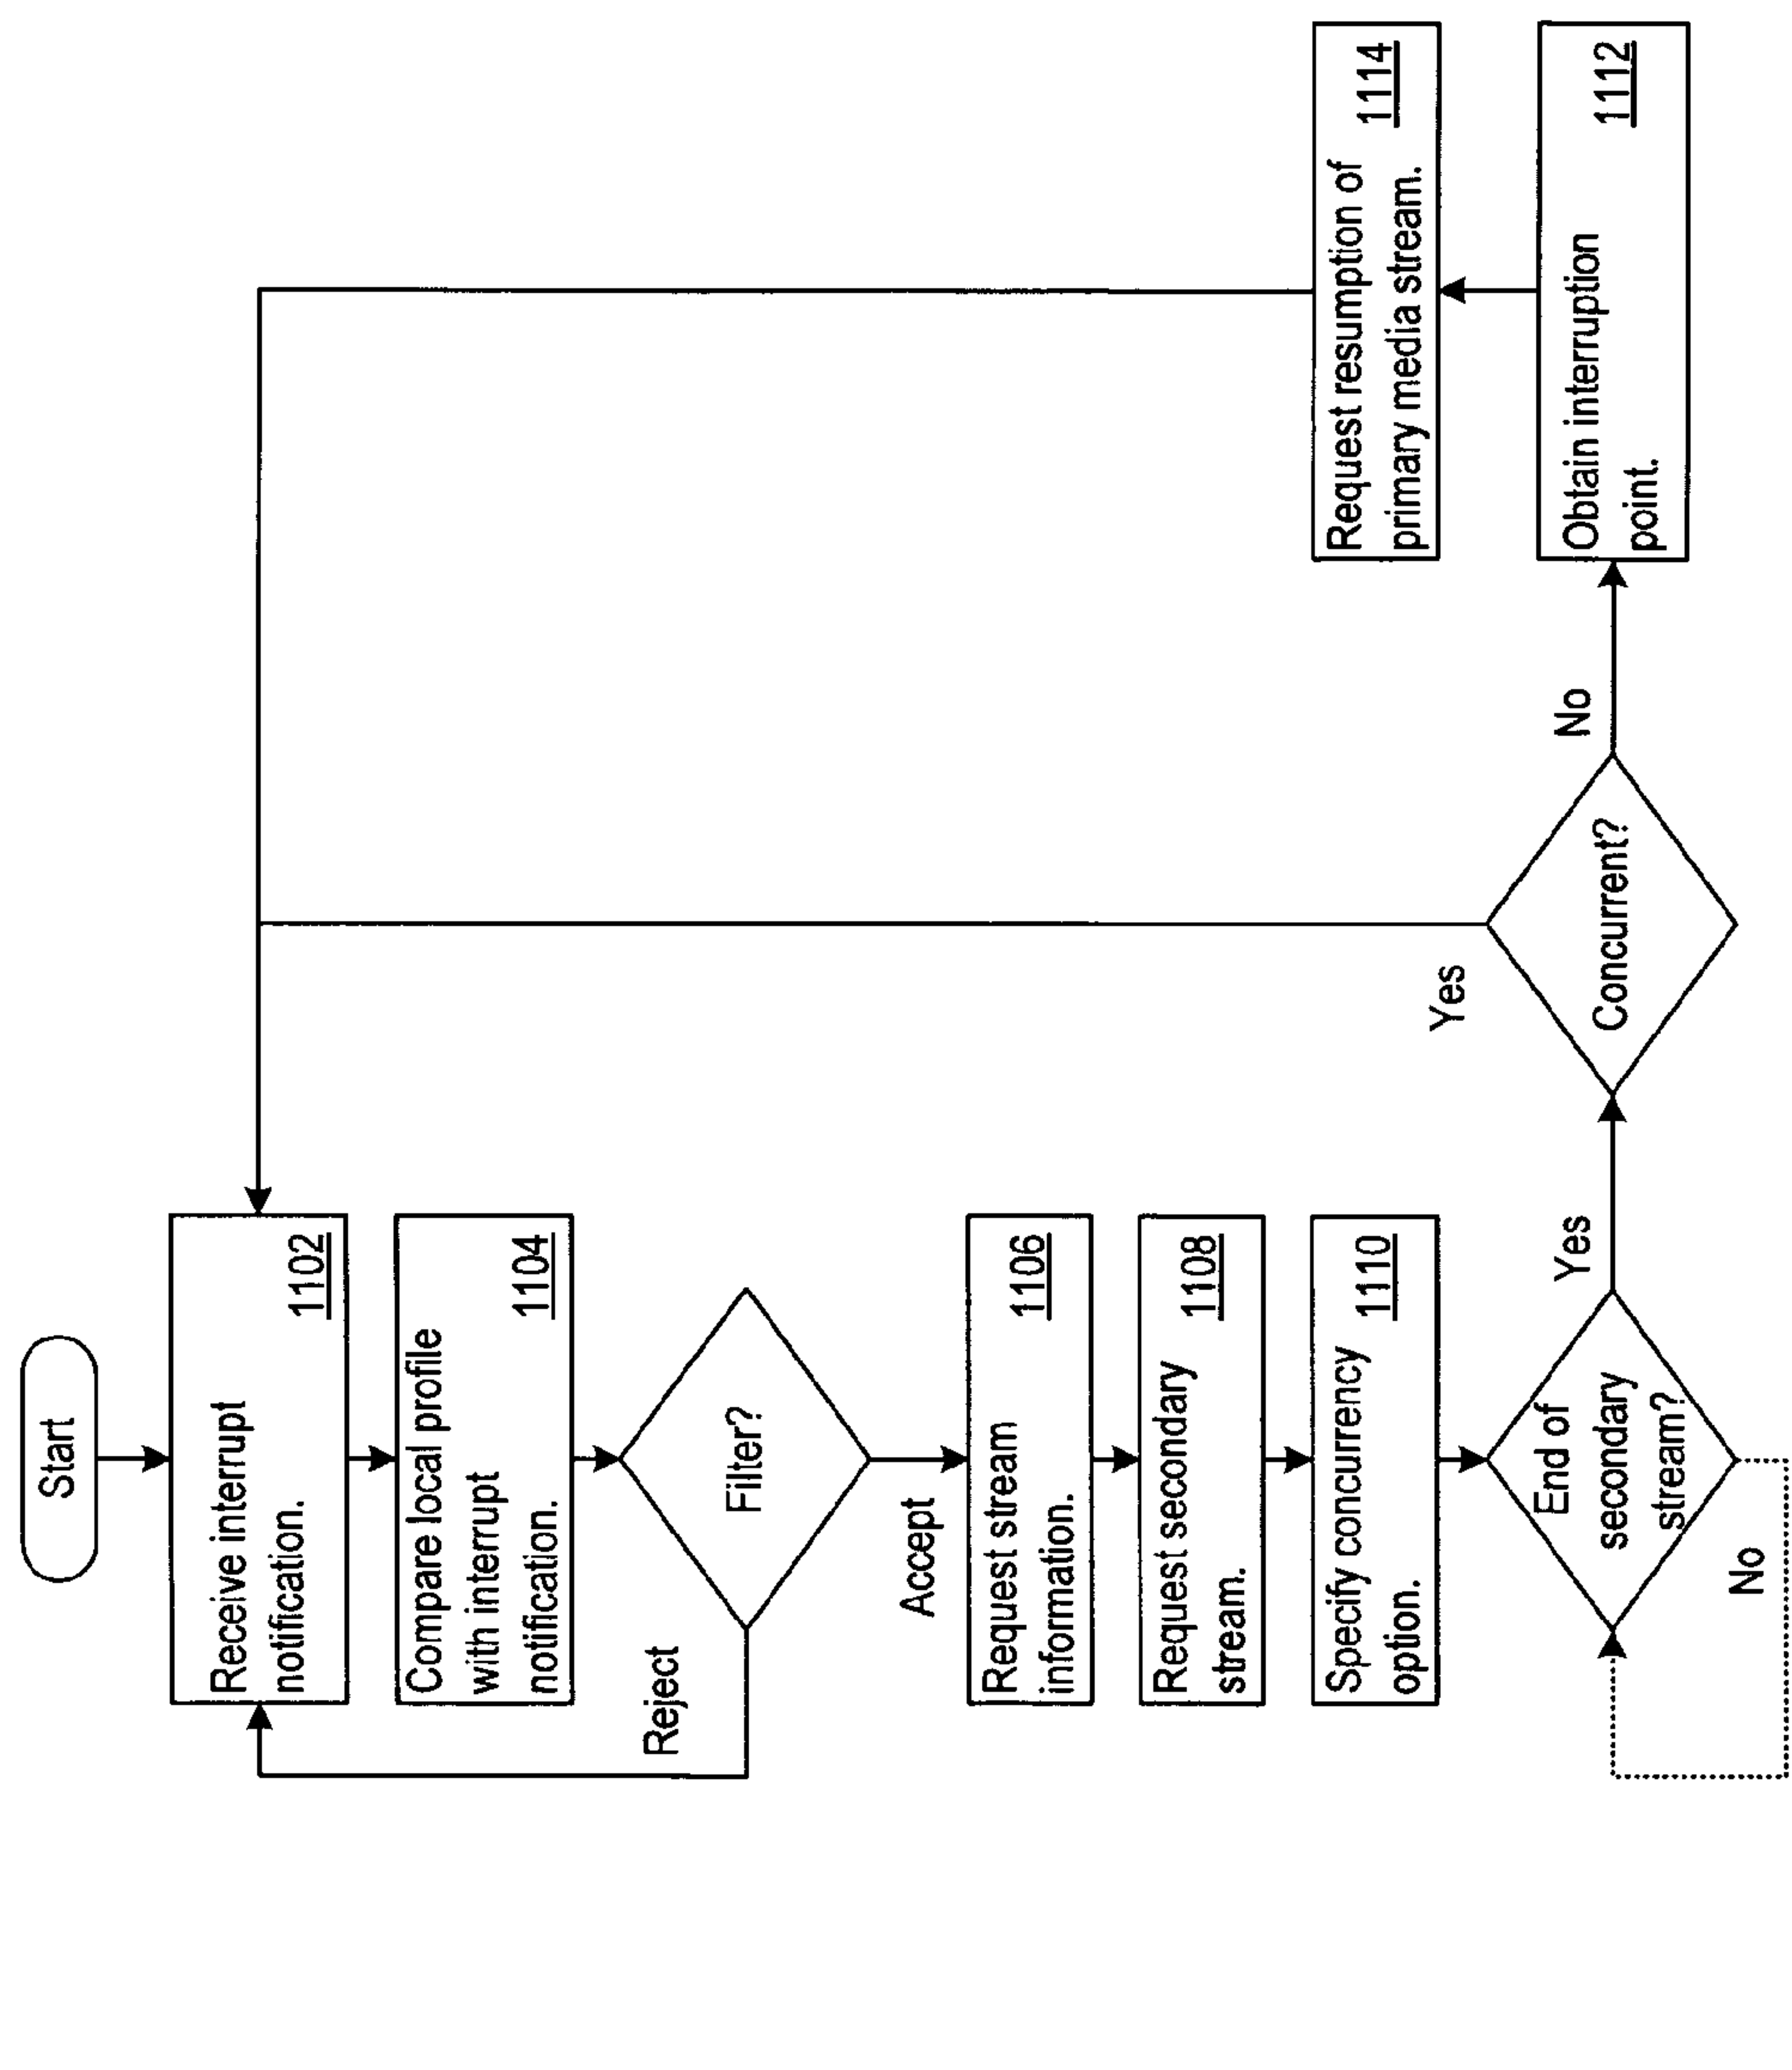 Start
Receive interrupt
notification.
1102
Compare local profile
with interrupt
notification.
1104
Filter?
Reject
Accept
Request stream
information.
1106
Request secondary
stream.
1108
Specify concurrency
option.
1110
End of
secondary
stream?
No
Yes
Concurrent?
Yes
No
Obtain interruption
point.
1112
Request resumption of
primary media stream.
1114